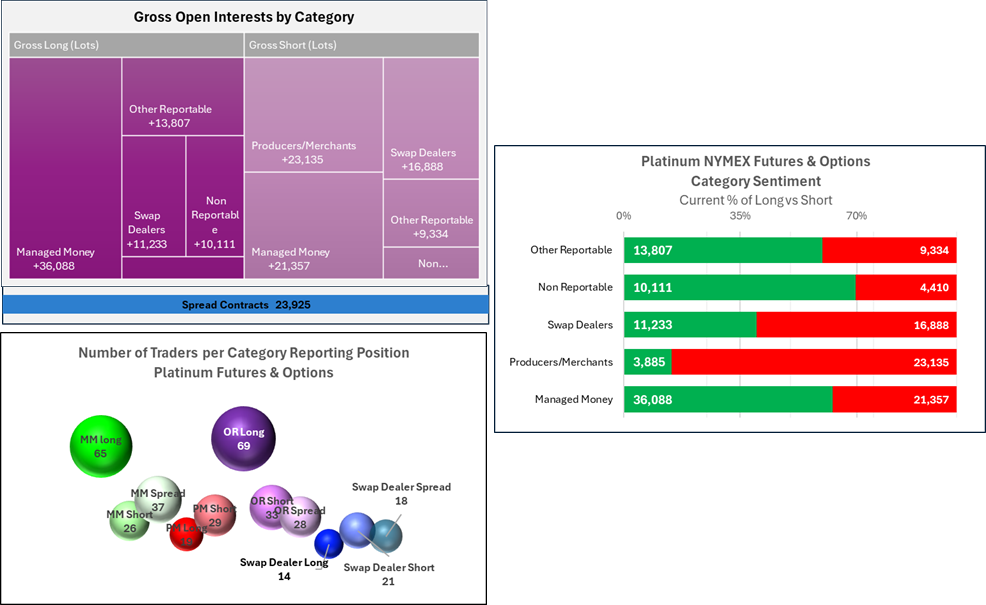 Gross Open Interests by Category
Gross Long (Lots)
Gross Short (Lots)
Managed Money
+36,088
Other Reportable
+13,807
Swap
Dealers
+11,233
Non
Reportabl
e
+10,111
Producers/Merchants
+23,135
Managed Money
+21,357
Swap Dealers
+16,888
Other Reportable
+9,334
Non...
Spread Contracts 23,925
Number of Traders per Category Reporting Position
Platinum Futures & Options
MM long
65
MM Short
26
MM Spread
37
PM Long
PM Short
29
OR Long
69
OR Short
33
OR Spread
28
Swap Dealer Long
14
Swap Dealer Short
21
Swap Dealer Spread
18
Platinum NYMEX Futures & Options
Category Sentiment
Current % of Long vs Short
0% 35% 70%
Other Reportable 13,807 9,334
Non Reportable 10,111 4,410
Swap Dealers 11,233 16,888
Producers/Merchants 3,885 23,135
Managed Money 36,088 21,357